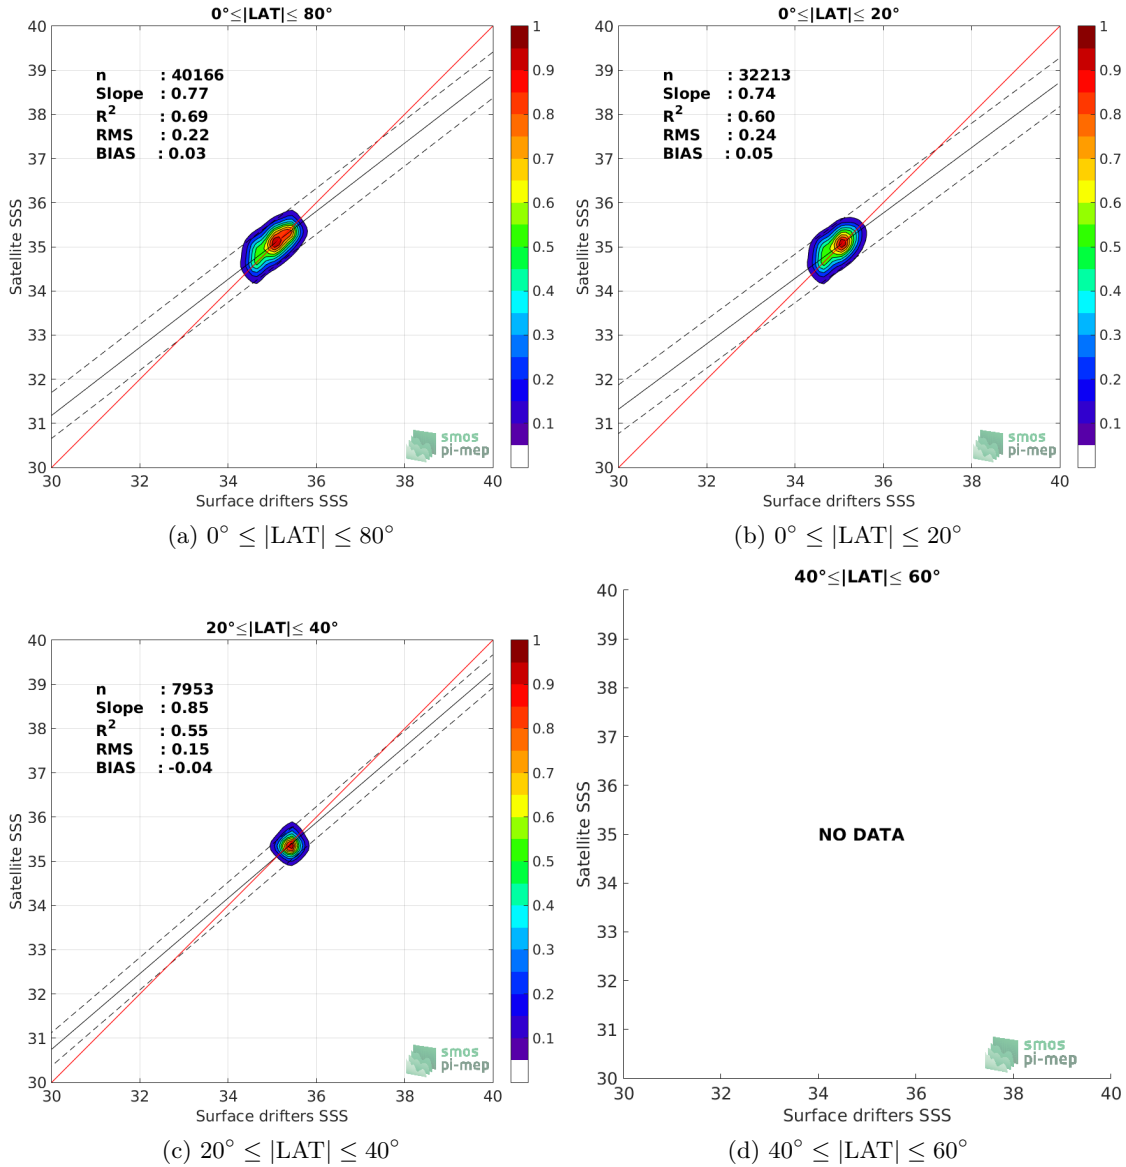 0°≤|LAT|≤ 80°
40
39
38
37
36
35
34
33
32
31
30
Satellite SSS
n : 40166
Slope : 0.77
R² : 0.69
RMS : 0.22
BIAS : 0.03
smos
pi-mep
30 32 34 36 38 40
Surface drifters SSS
1
0.9
0.8
0.7
0.6
0.5
0.4
0.3
0.2
0.1
(a) 0° ≤ |LAT| ≤ 80°
0°≤|LAT|≤ 20°
40
39
38
37
36
35
34
33
32
31
30
Satellite SSS
n : 32213
Slope : 0.74
R² : 0.60
RMS : 0.24
BIAS : 0.05
smos
pi-mep
30 32 34 36 38 40
Surface drifters SSS
1
0.9
0.8
0.7
0.6
0.5
0.4
0.3
0.2
0.1
(b) 0° ≤ |LAT| ≤ 20°
20°≤|LAT|≤ 40°
40
39
38
37
36
35
34
33
32
31
30
Satellite SSS
n : 7953
Slope : 0.85
R² : 0.55
RMS : 0.15
BIAS : -0.04
smos
pi-mep
30 32 34 36 38 40
Surface drifters SSS
1
0.9
0.8
0.7
0.6
0.5
0.4
0.3
0.2
0.1
(c) 20° ≤ |LAT| ≤ 40°
40°≤|LAT|≤ 60°
40
39
38
37
36
35
34
33
32
31
30
Satellite SSS
NO DATA
smos
pi-mep
30 32 34 36 38 40
Surface drifters SSS
(d) 40° ≤ |LAT| ≤ 60°